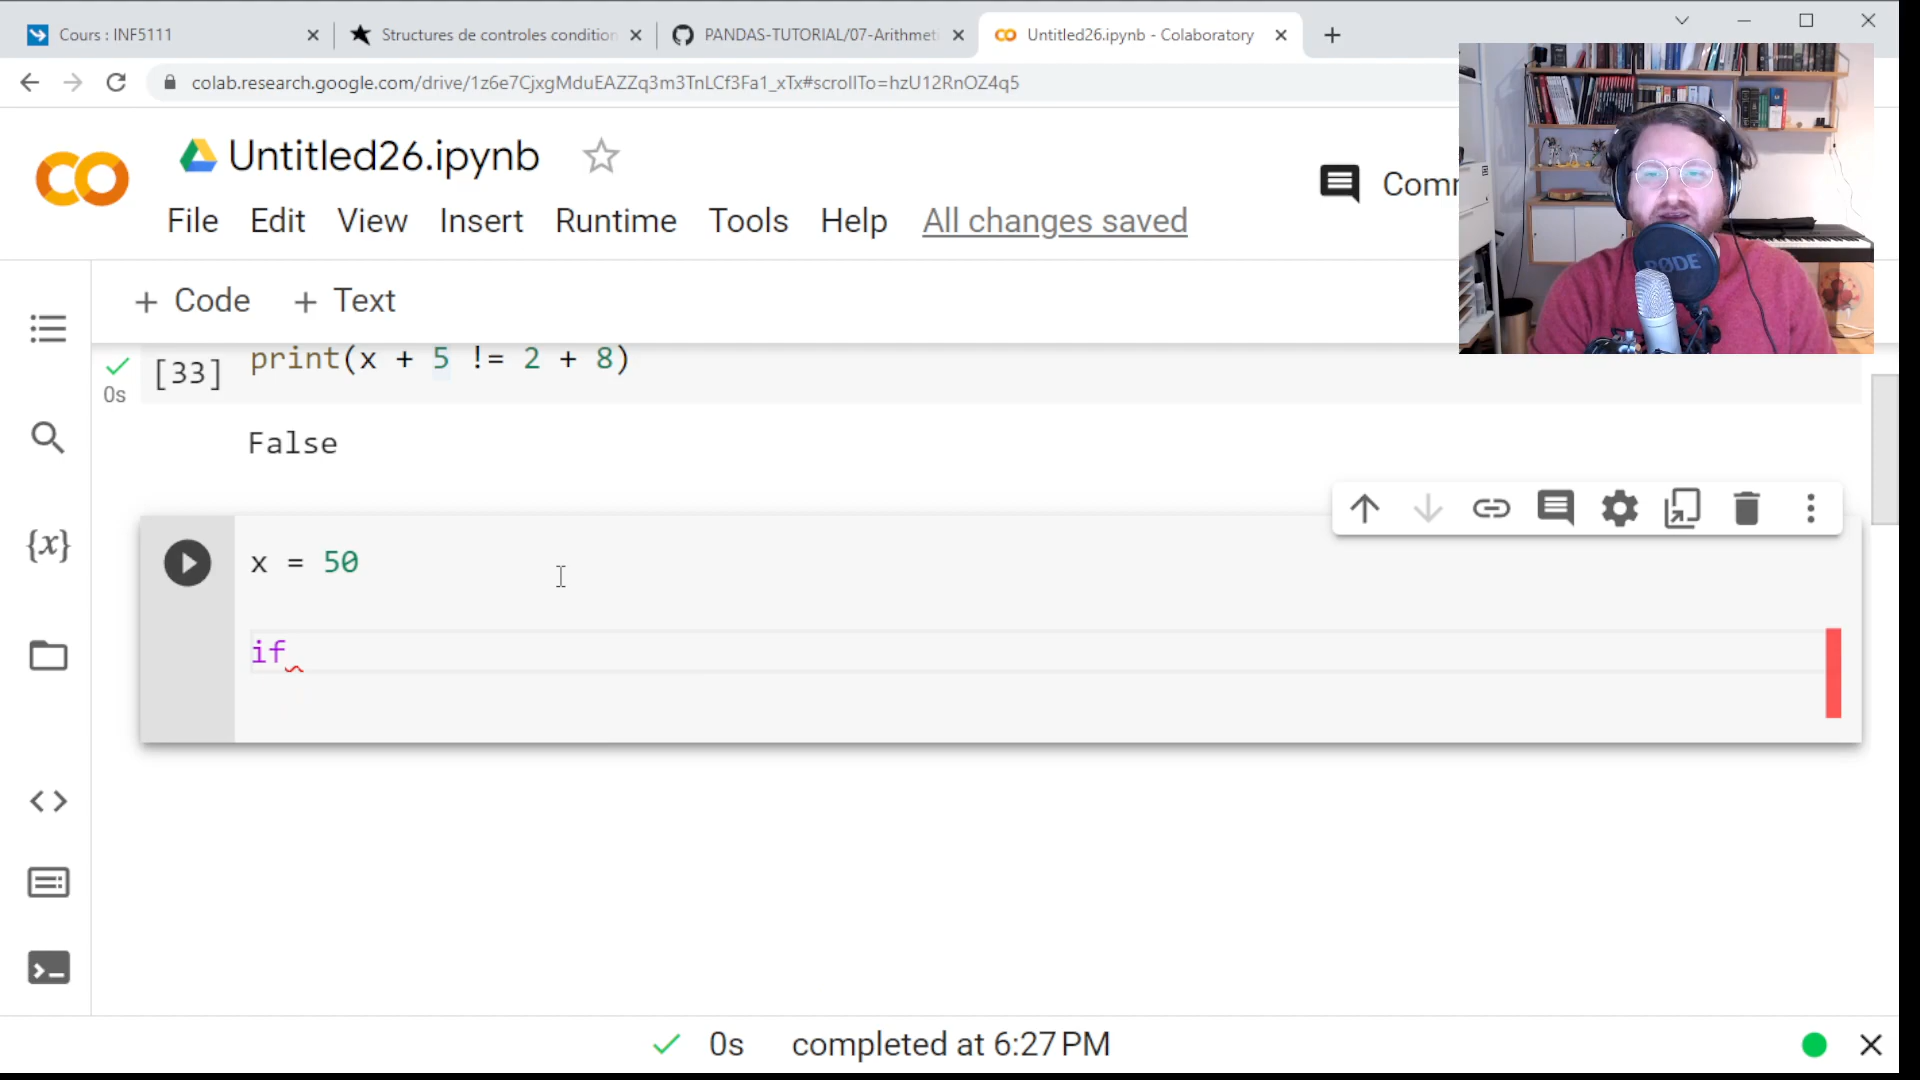 Cours : INF5111
Structures de controles condition
PANDAS-TUTORIAL/07-Arithmeti
Untitled26.ipynb - Colaboratory
colab.research.google.com/drive/1z6e7CjxgMduEAZZq3m3TnLCf3Fa1_xTx#scrollTo=hzU12RnOZ4q5
Untitled26.ipynb
Comm
File Edit View Insert Runtime Tools Help All changes saved
+ Code + Text
[33] print(x + 5 != 2 + 8)
0s
False
{x}
x = 50
if
RØDE
0s completed at 6:27 PM